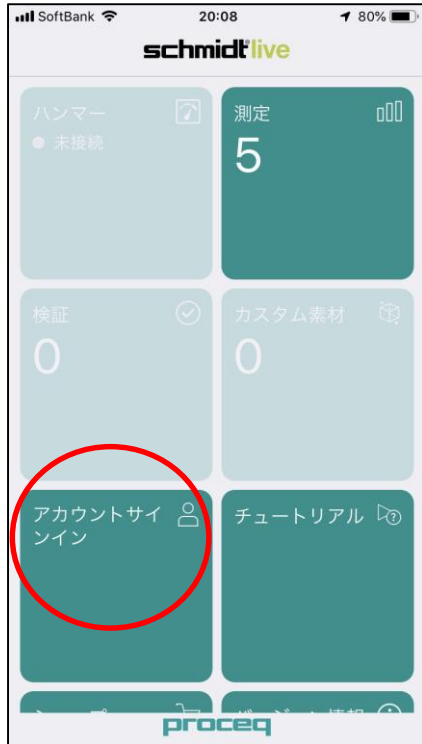 SoftBank 20:08 80%
schmidt live
ハンマー
未接続
測定
5
検証
0
カスタム素材
0
アカウントサイ
ンイン
チュートリアル
proceq